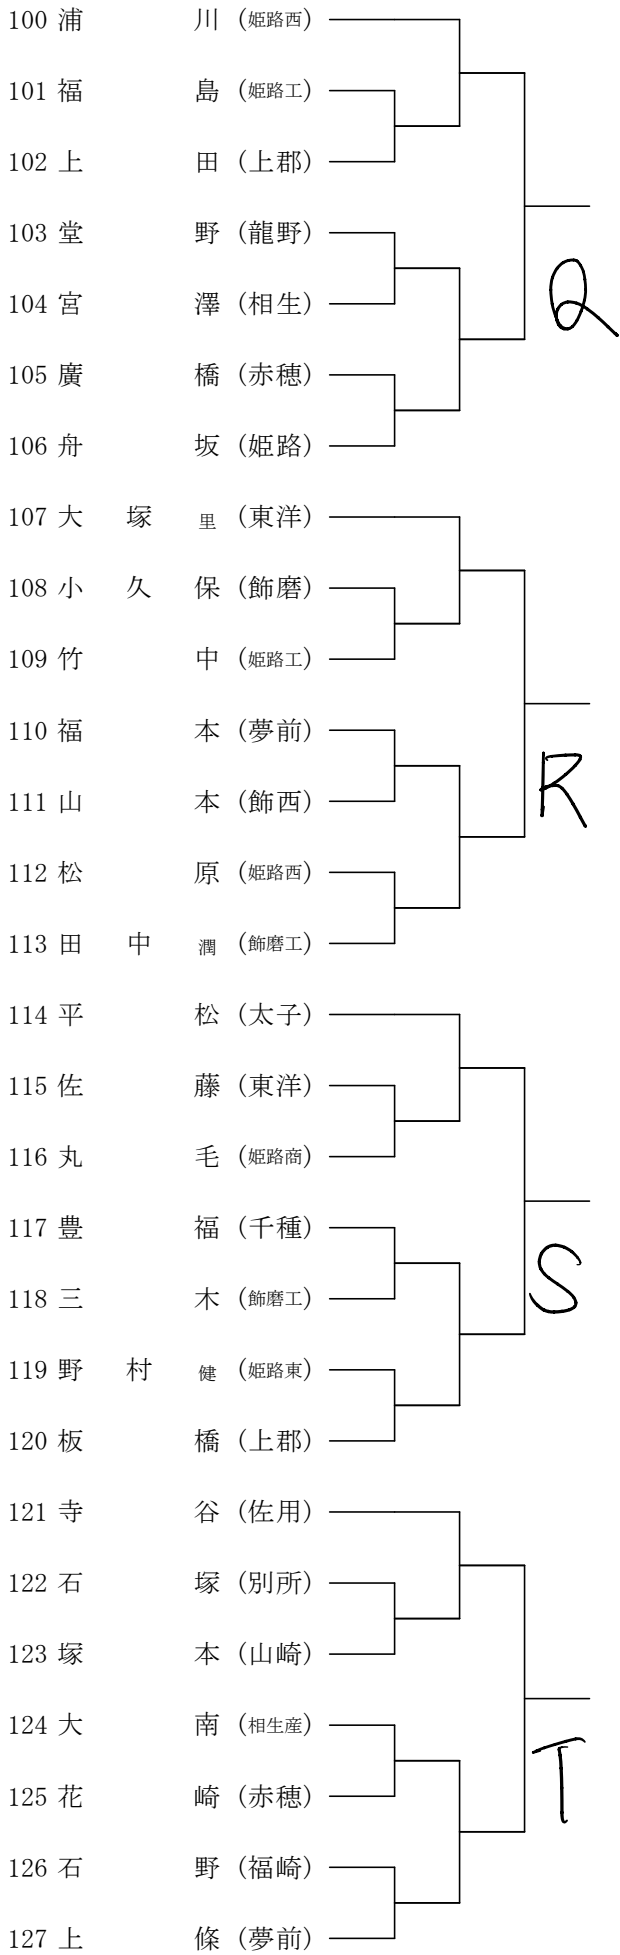 100 浦川 (姫路西)
101 福島 (姫路工)
102 上田 (上郡)
103 堂野 (龍野)
104 宮澤 (相生)
Q
105 廣橋 (赤穂)
106 舟坂 (姫路)
107 大塚里 (東洋)
108 小久保 (飾磨)
109 竹中 (姫路工)
110 福本 (夢前)
R
111 山本 (飾西)
112 松原 (姫路西)
113 田中潤 (飾磨工)
114 平松 (太子)
115 佐藤 (東洋)
116 丸毛 (姫路商)
117 豊福 (千種)
S
118 三木 (飾磨工)
119 野村健 (姫路東)
120 板橋 (上郡)
121 寺谷 (佐用)
122 石塚 (別所)
123 塚本 (山崎)
124 大南 (相生産)
T
125 花崎 (赤穂)
126 石野 (福崎)
127 上條 (夢前)